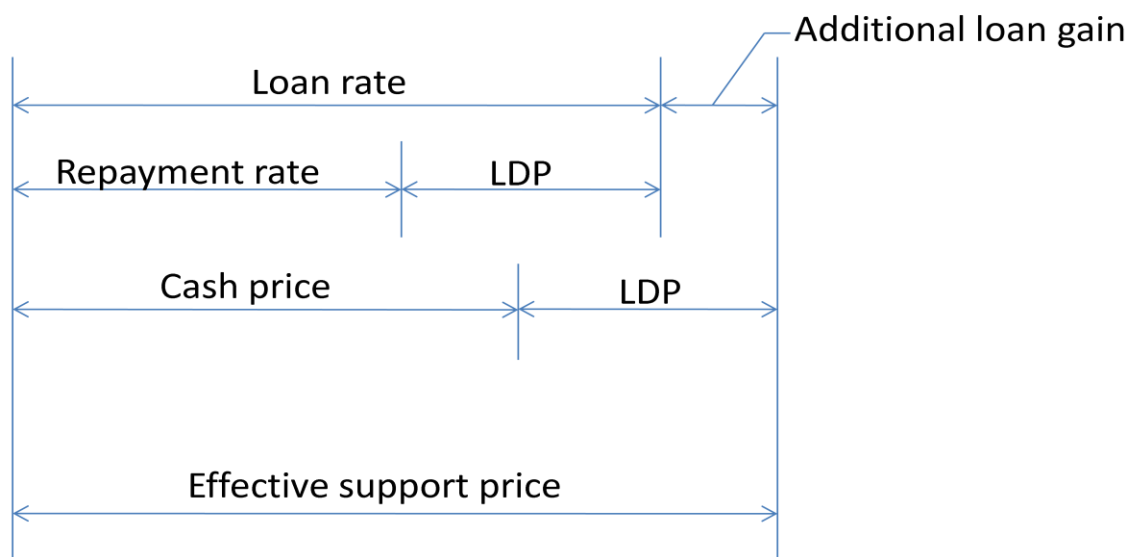 Additional loan gain
Loan rate
Repayment rate
LDP
Cash price
LDP
Effective support price